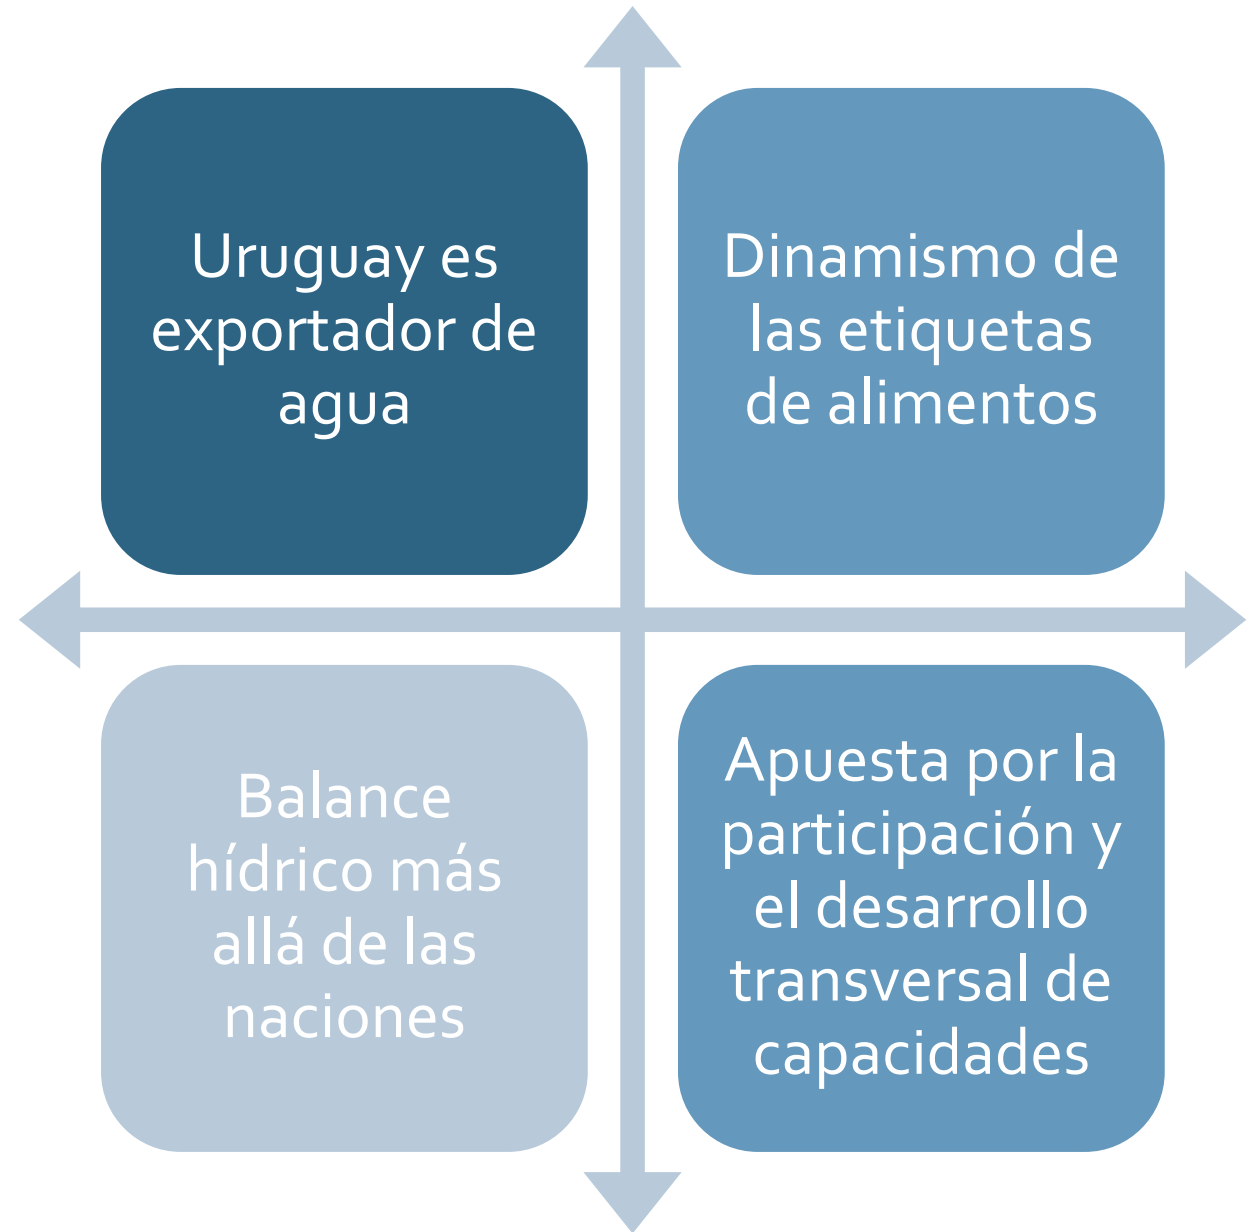 Uruguay es
exportador de
agua
Dinamismo de
las etiquetas
de alimentos
Balance
hídrico más
allá de las
naciones
Apuesta por la
participación y
el desarrollo
transversal de
capacidades